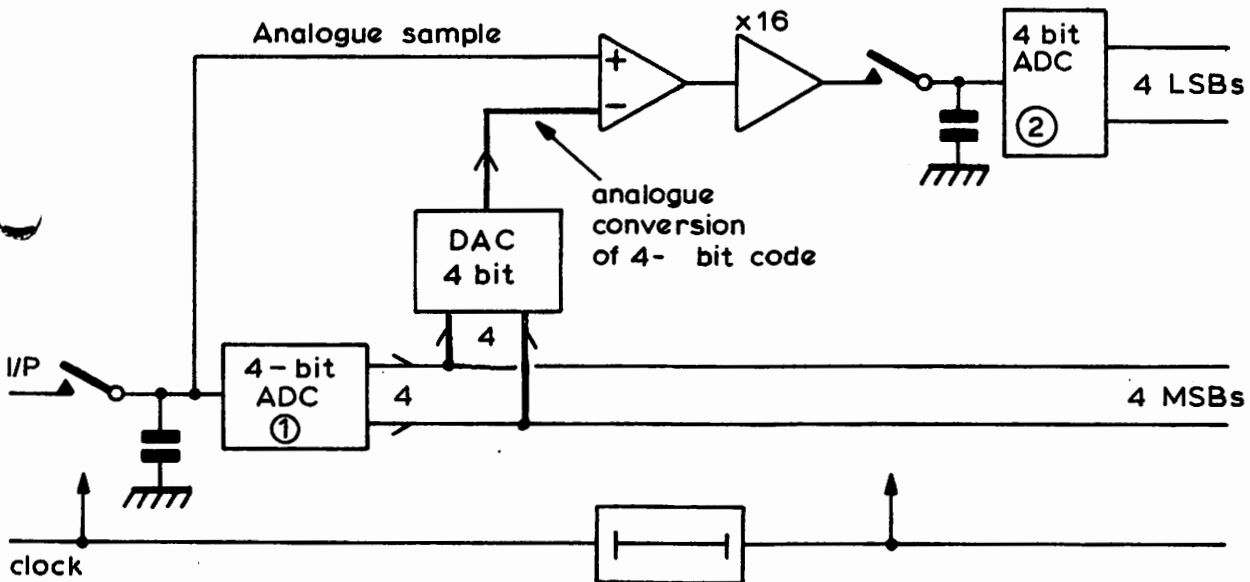 x16
Analogue sample
+
−
4 bit
ADC
②
4 LSBs
analogue
conversion
of 4- bit code
DAC
4 bit
4
I/P
4-bit
ADC
①
4
4 MSBs
clock